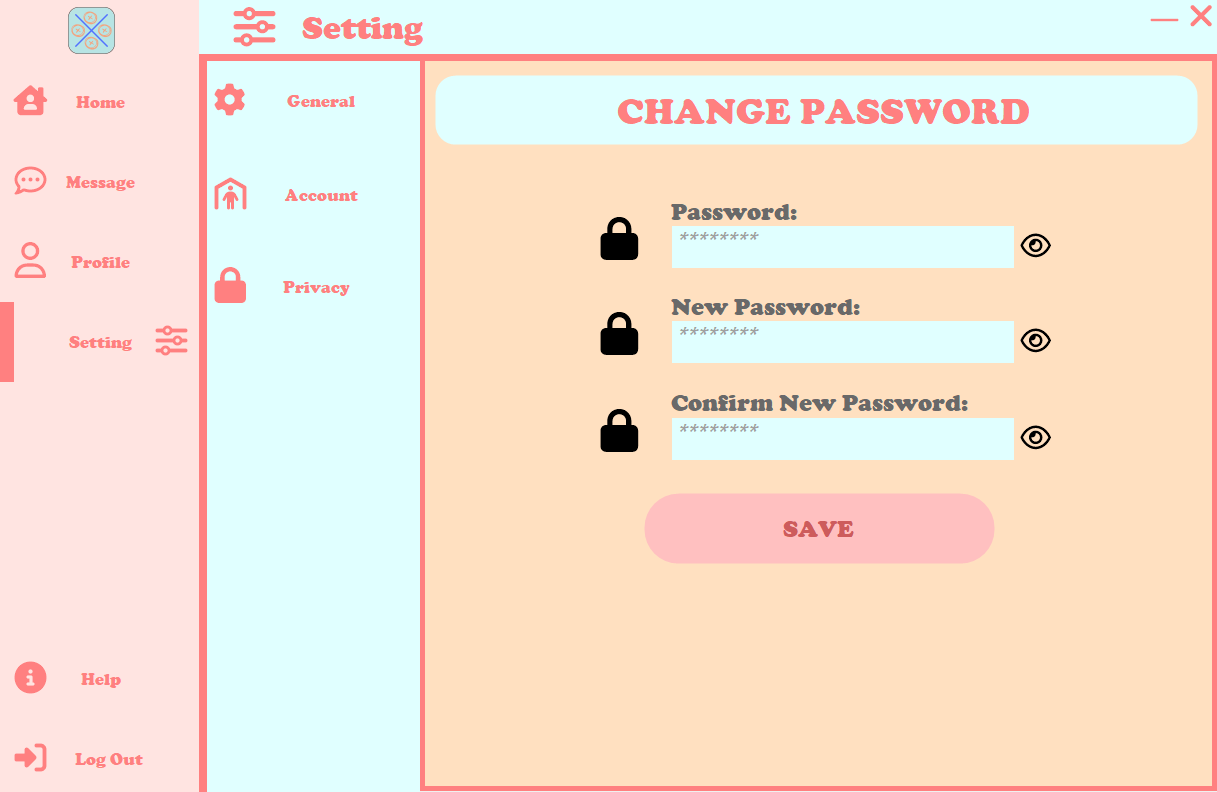 Setting
Home
Message
Profile
Setting
Help
Log Out
General
Account
Privacy
CHANGE PASSWORD
Password:
********
New Password:
********
Confirm New Password:
********
SAVE